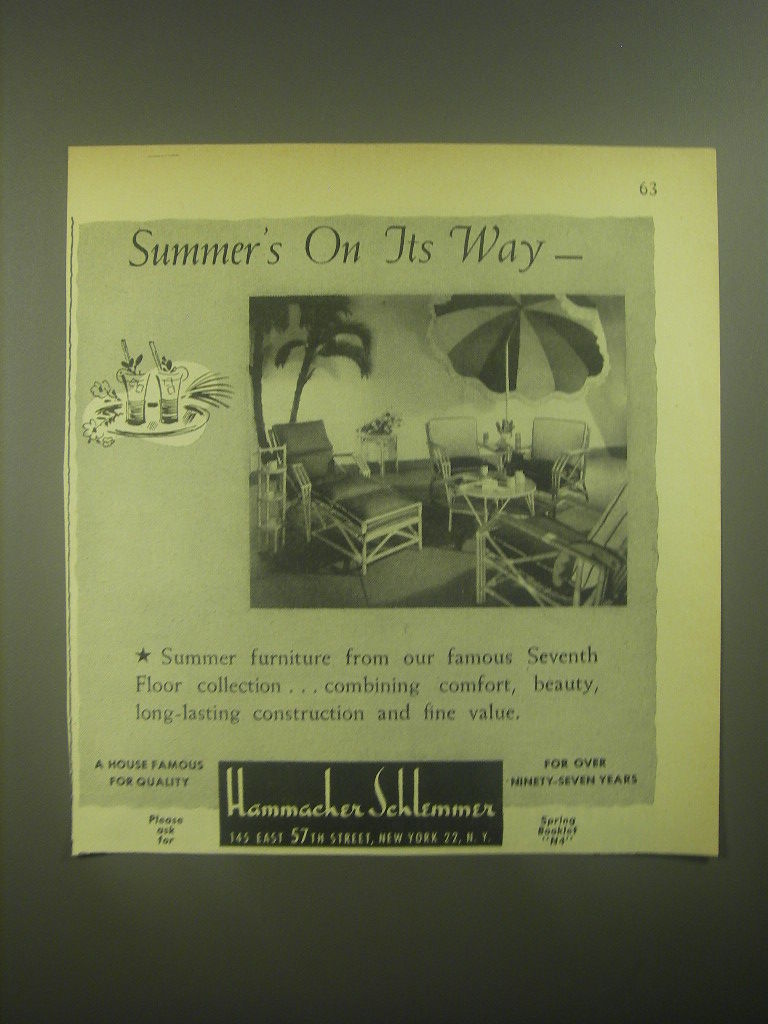 63
Summer's On Its Way —
★ Summer furniture from our famous Seventh
Floor collection . . . combining comfort, beauty,
long-lasting construction and fine value.
A HOUSE FAMOUS
FOR QUALITY
FOR OVER
NINETY-SEVEN YEARS
Hammacher Schlemmer
145 EAST 57TH STREET, NEW YORK 22, N. Y.
Please
ask
for
Spring
Booklet
"N4"